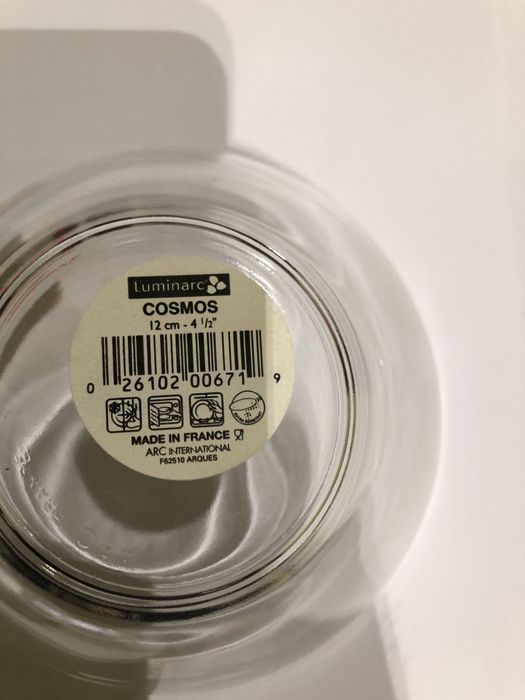 Luminarc
COSMOS
12 cm - 4 1/2"
0 26102 00671 9
MADE IN FRANCE
ARC INTERNATIONAL
F62510 ARQUES